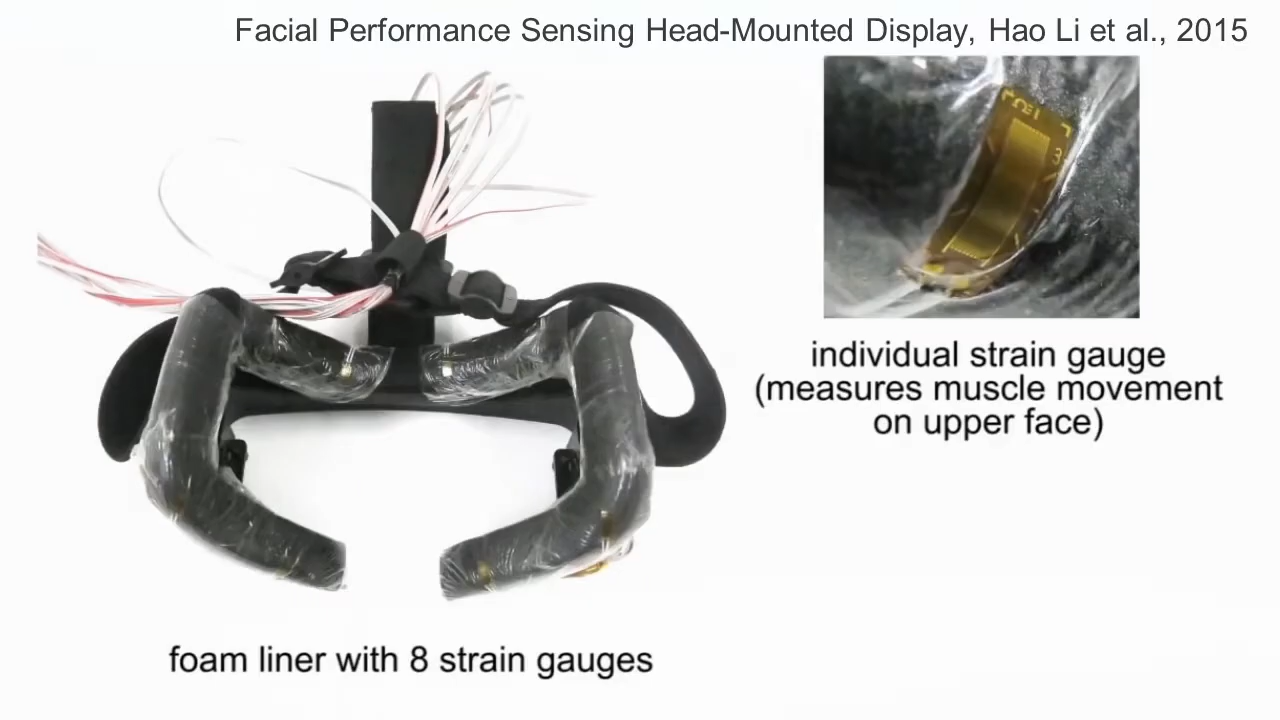 Facial Performance Sensing Head-Mounted Display, Hao Li et al., 2015
individual strain gauge
(measures muscle movement
on upper face)
foam liner with 8 strain gauges